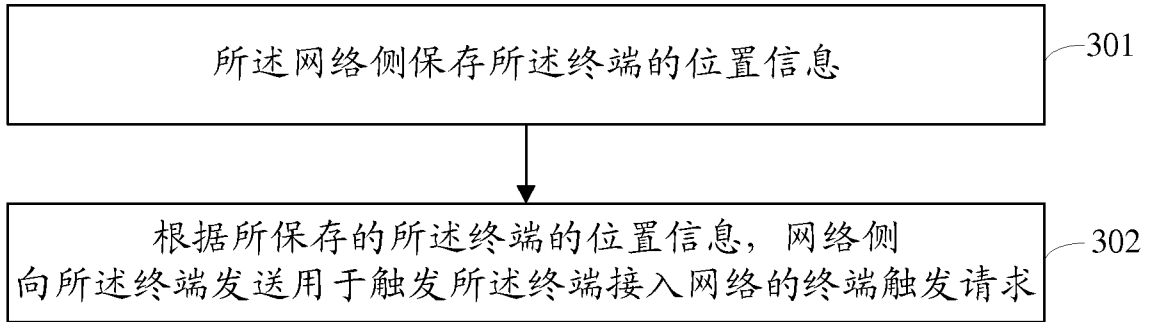 所述网络侧保存所述终端的位置信息
301
根据所保存的所述终端的位置信息，网络侧
向所述终端发送用于触发所述终端接入网络的终端触发请求
302